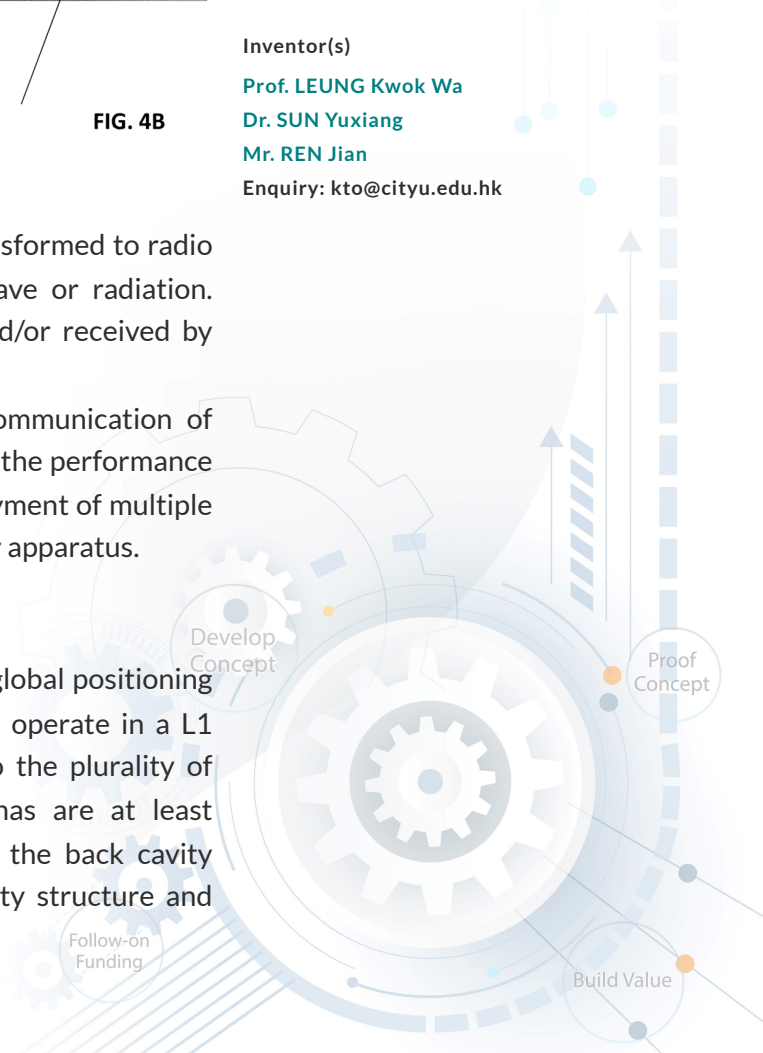 FIG. 4B
Inventor(s)
Prof. LEUNG Kwok Wa
Dr. SUN Yuxiang
Mr. REN Jian
Enquiry: kto@cityu.edu.hk
sformed to radio
ave or radiation.
d/or received by
ommunication of
the performance
yment of multiple
apparatus.
global positioning
operate in a L1
the plurality of
nas are at least
the back cavity
ty structure and
Develop
Concept
Proof
Concept
Follow-on
Funding
Build Value